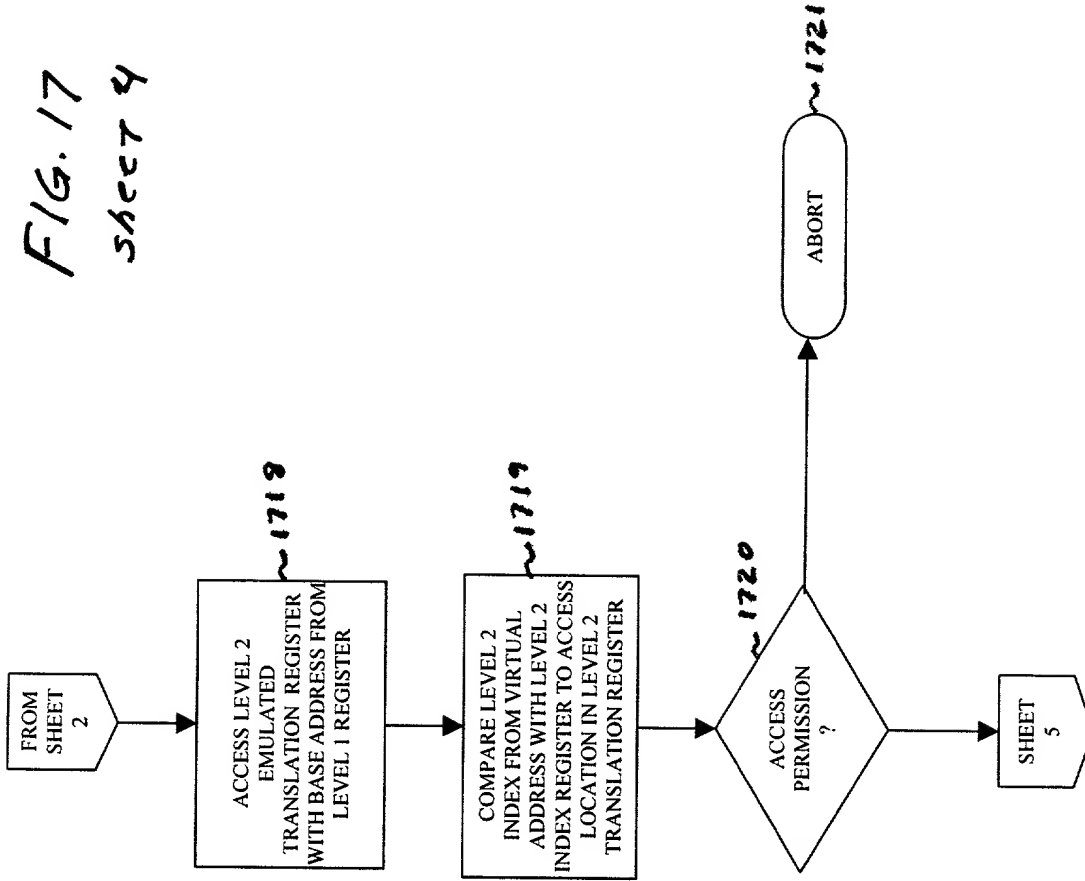 FIG. 17
sheet 4
FROM
SHEET
2
ACCESS LEVEL 2
EMULATED
TRANSLATION REGISTER
WITH BASE ADDRESS FROM
LEVEL 1 REGISTER
~1718
COMPARE LEVEL 2
INDEX FROM VIRTUAL
ADDRESS WITH LEVEL 2
INDEX REGISTER TO ACCESS
LOCATION IN LEVEL 2
TRANSLATION REGISTER
~1719
ACCESS
PERMISSION
?
~1720
ABORT
~1721
SHEET
5